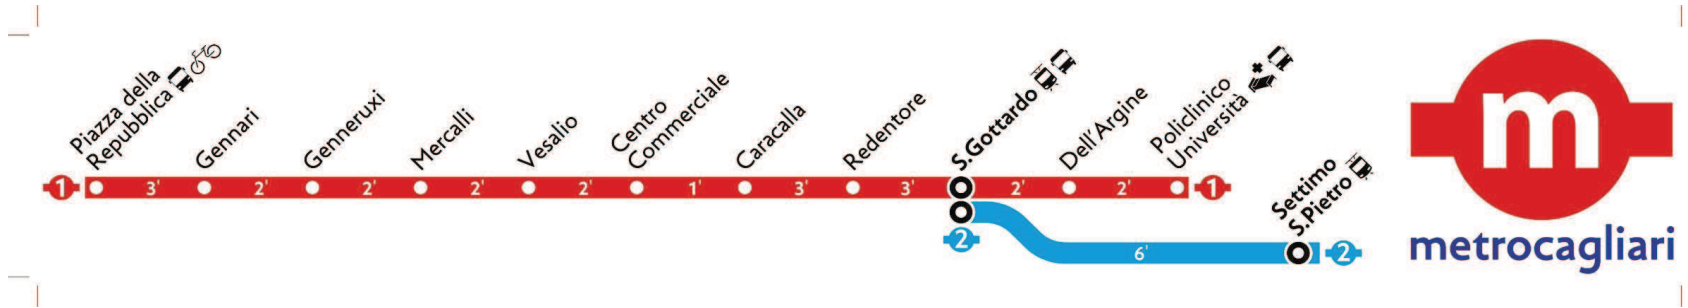 Piazza della
Repubblica
Gennari
Genneruxi
Mercalli
Vesalio
Centro
Commerciale
Caracalla
Redentore
S.Gottardo
Dell'Argine
Policlinico
Università
Settimo
S.Pietro
1 3' 2' 2' 2' 2' 1' 3' 3' 2' 2' 1
2 6' 2
m
metrocagliari